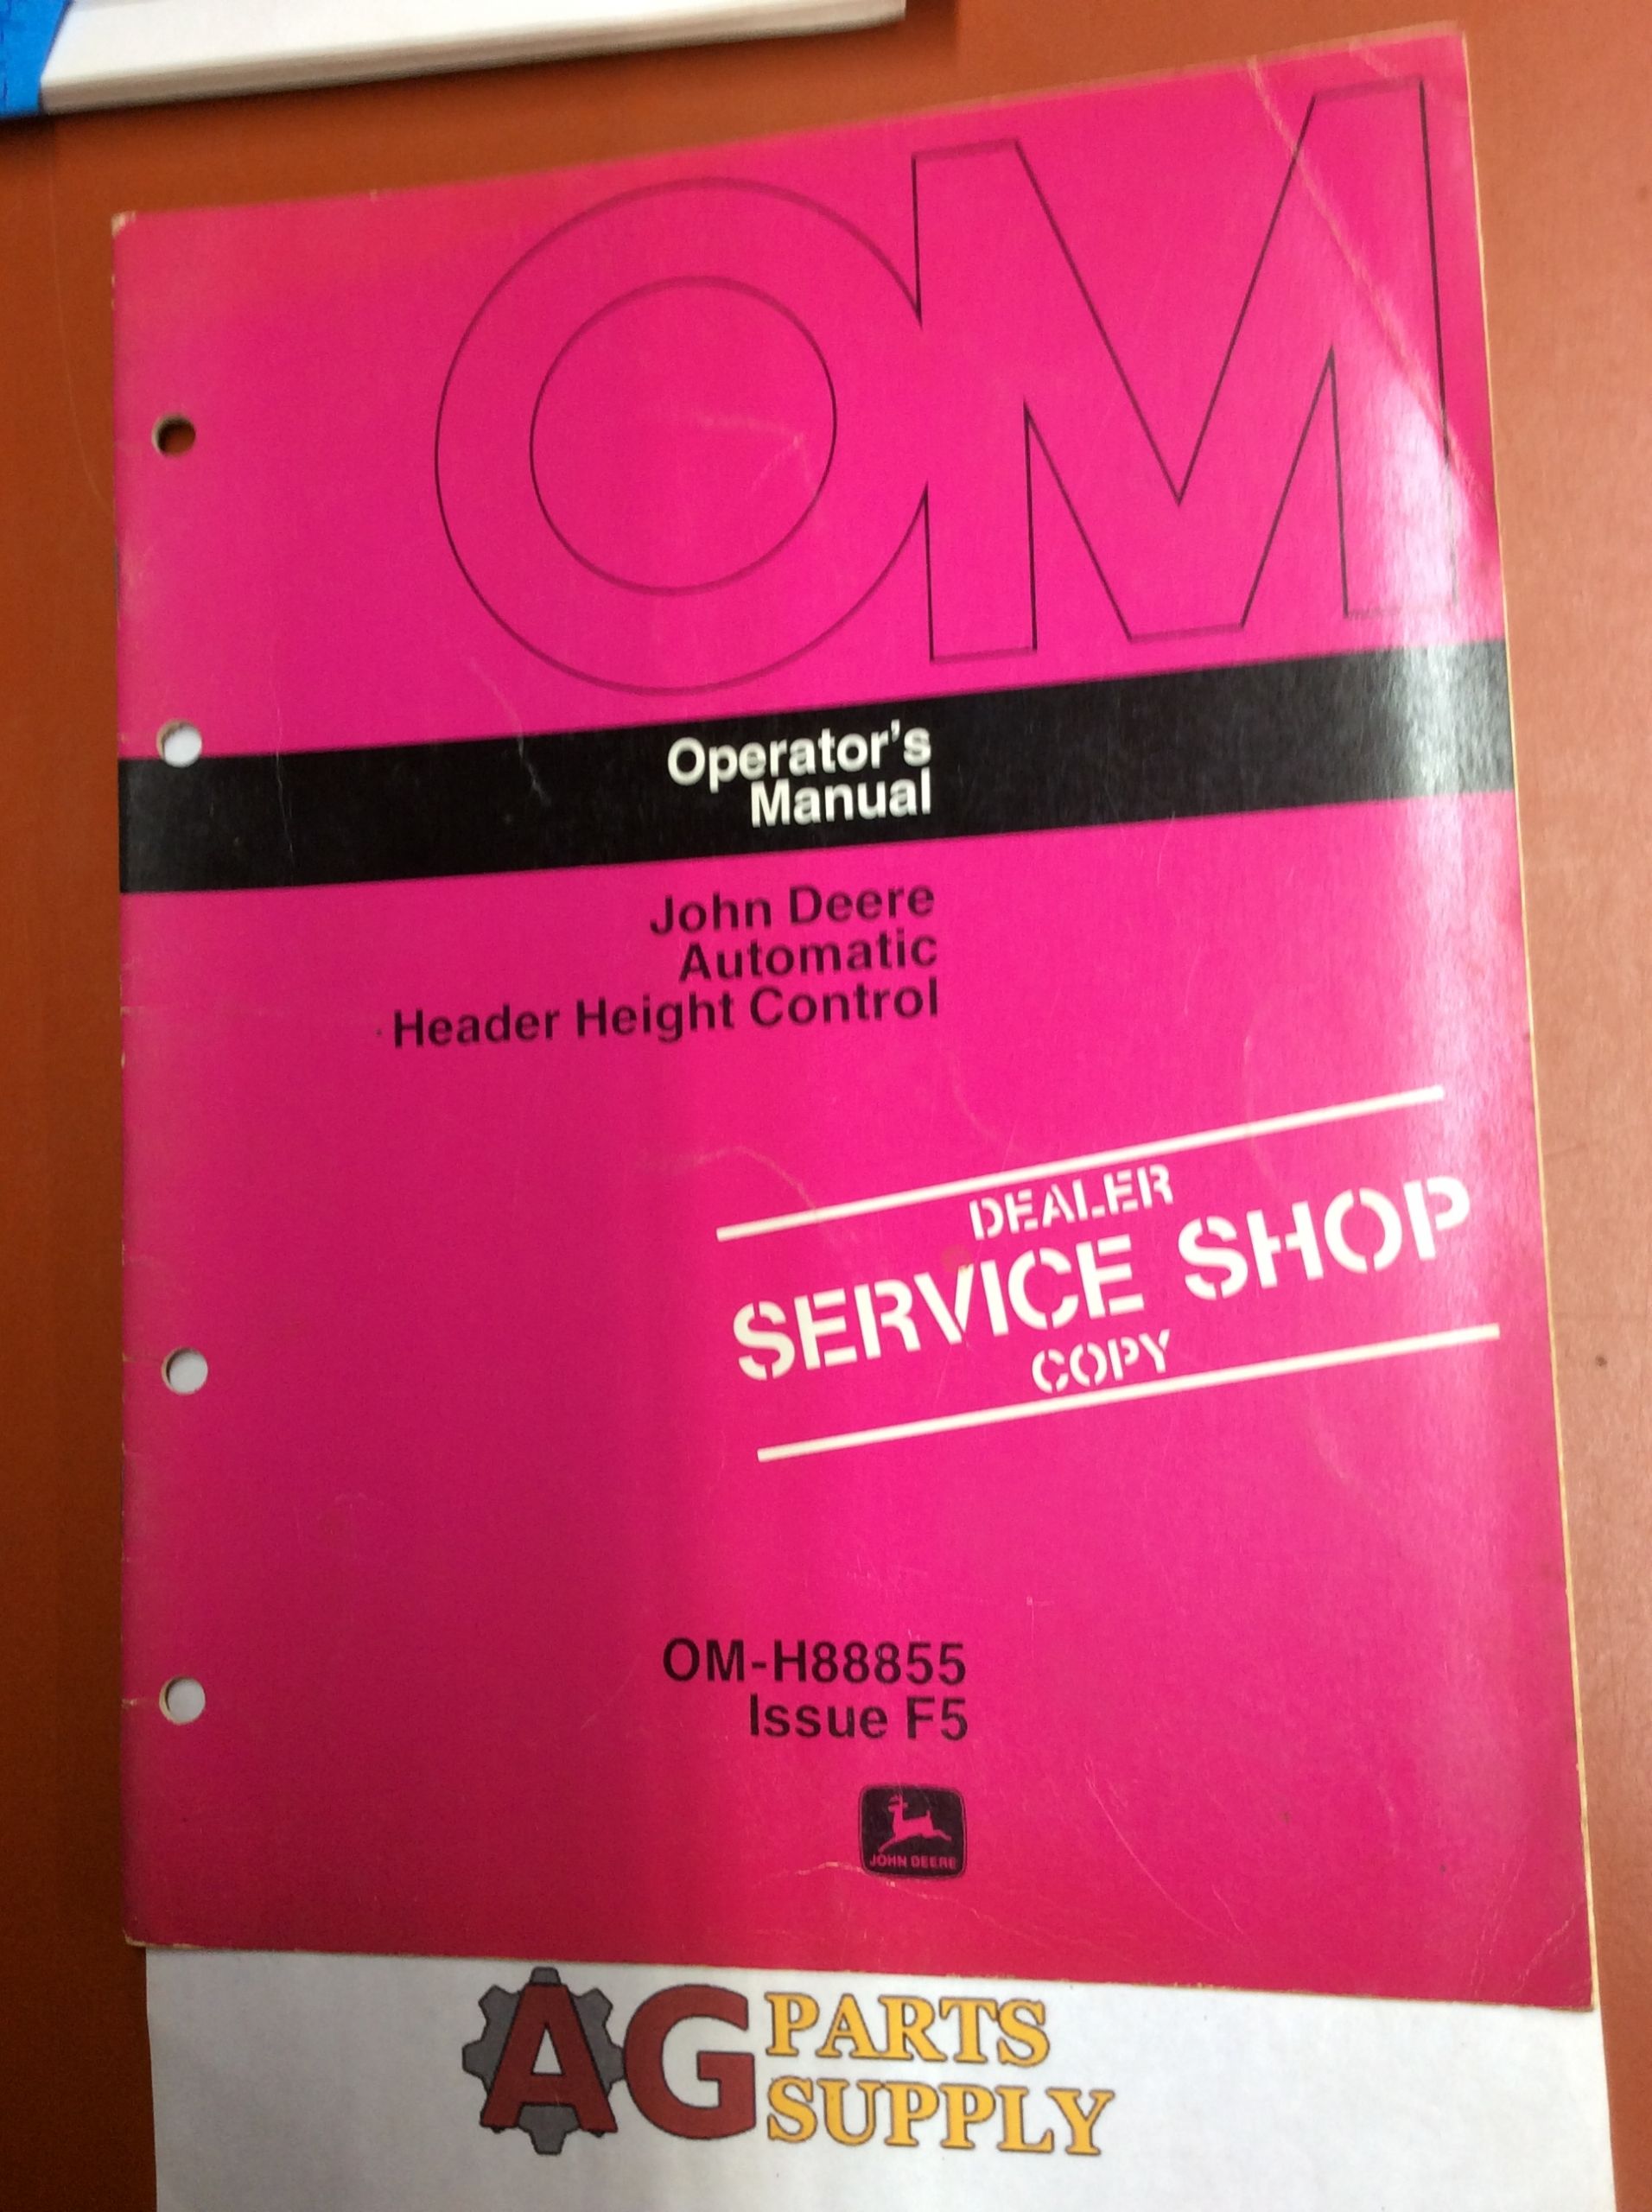 OM
Operator's
Manual
John Deere
Automatic
Header Height Control
DEALER
SERVICE SHOP
COPY
OM-H88855
Issue F5
JOHN DEERE
AG PARTS
SUPPLY